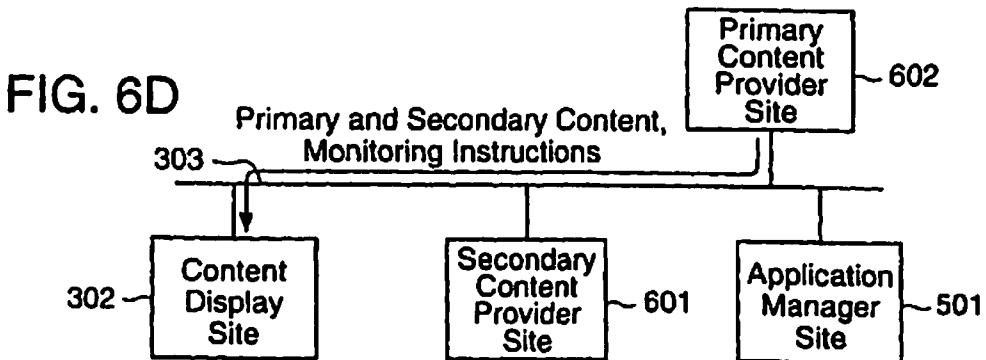 FIG. 6D
Primary
Content
Provider
Site
602
Primary and Secondary Content,
Monitoring Instructions
303
Content
Display
Site
302
Secondary
Content
Provider
Site
601
Application
Manager
Site
501